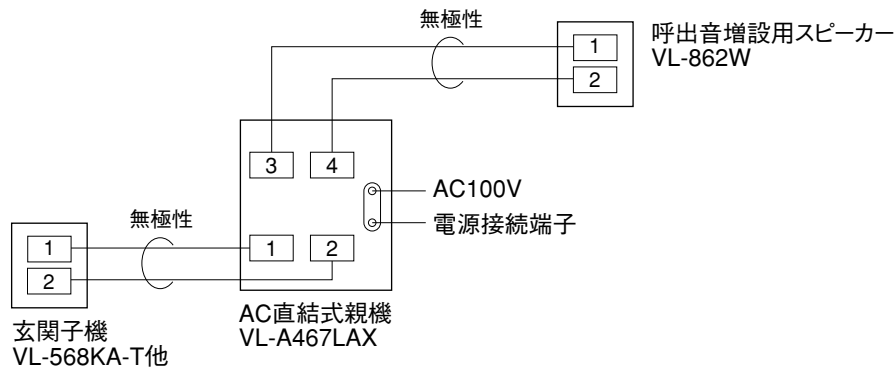 無極性
1
2
呼出音増設用スピーカー
VL-862W
3
4
AC100V
電源接続端子
無極性
1
2
1
2
AC直結式親機
VL-A467LAX
玄関子機
VL-568KA-T他